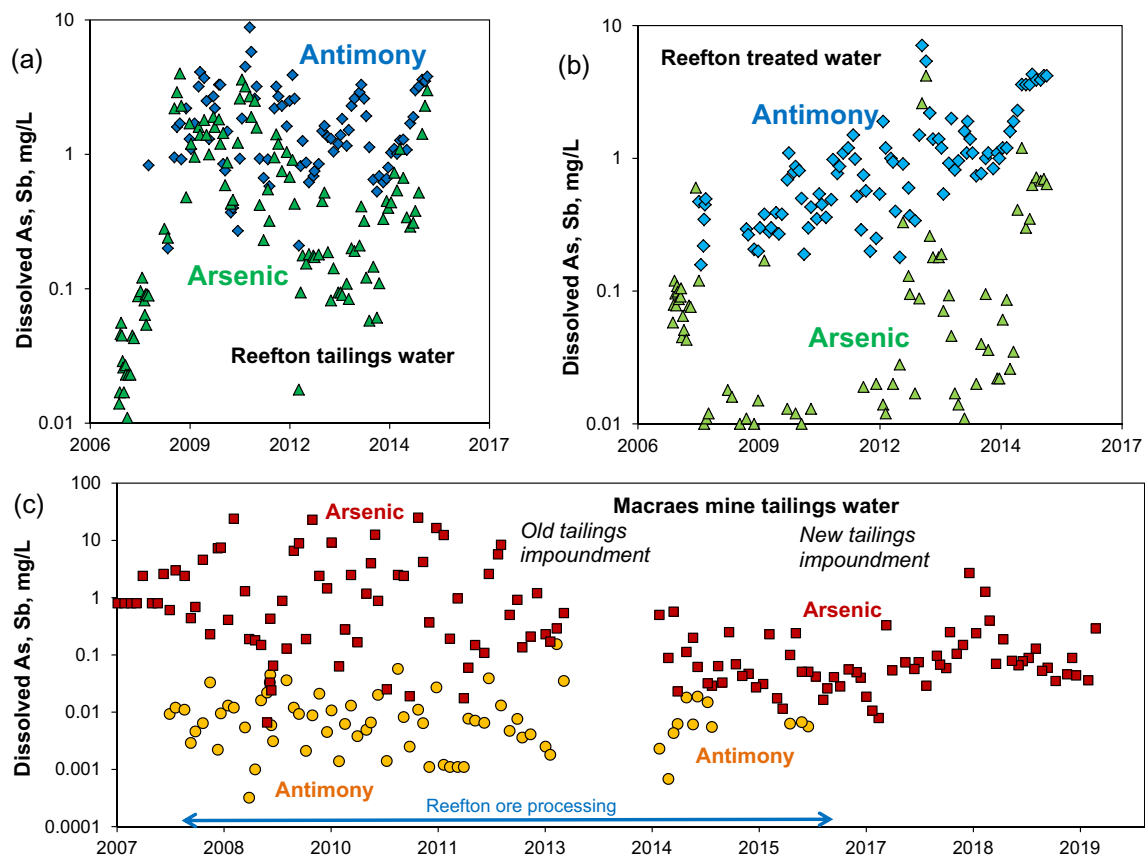 (a)
Dissolved As, Sb, mg/L
10
1
0.1
0.01
Antimony
Arsenic
Reefton tailings water
2006 2009 2012 2014 2017
(b)
Dissolved As, Sb, mg/L
10
1
0.1
0.01
Reefton treated water
Antimony
Arsenic
2006 2009 2012 2014 2017
(c)
Dissolved As, Sb, mg/L
100
10
1
0.1
0.01
0.001
0.0001
Macraes mine tailings water
Arsenic
Old tailings
impoundment
New tailings
impoundment
Arsenic
Antimony
Antimony
Reefton ore processing
2007 2008 2009 2010 2011 2012 2013 2014 2015 2016 2017 2018 2019